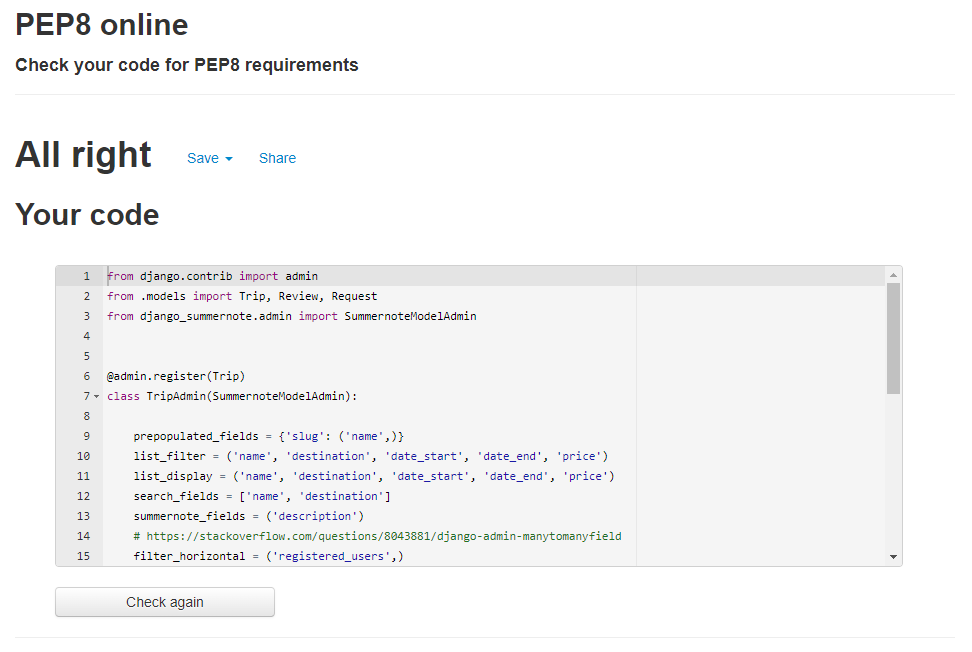 PEP8 online
Check your code for PEP8 requirements
All right Save Share
Your code
1 from django.contrib import admin
2 from .models import Trip, Review, Request
3 from django_summernote.admin import SummernoteModelAdmin
4
5
6 @admin.register(Trip)
7 class TripAdmin(SummernoteModelAdmin):
8
9     prepopulated_fields = {'slug': ('name',)}
10     list_filter = ('name', 'destination', 'date_start', 'date_end', 'price')
11     list_display = ('name', 'destination', 'date_start', 'date_end', 'price')
12     search_fields = ['name', 'destination']
13     summernote_fields = ('description')
14     # https://stackoverflow.com/questions/8043881/django-admin-manytomanyfield
15     filter_horizontal = ('registered_users',)
Check again